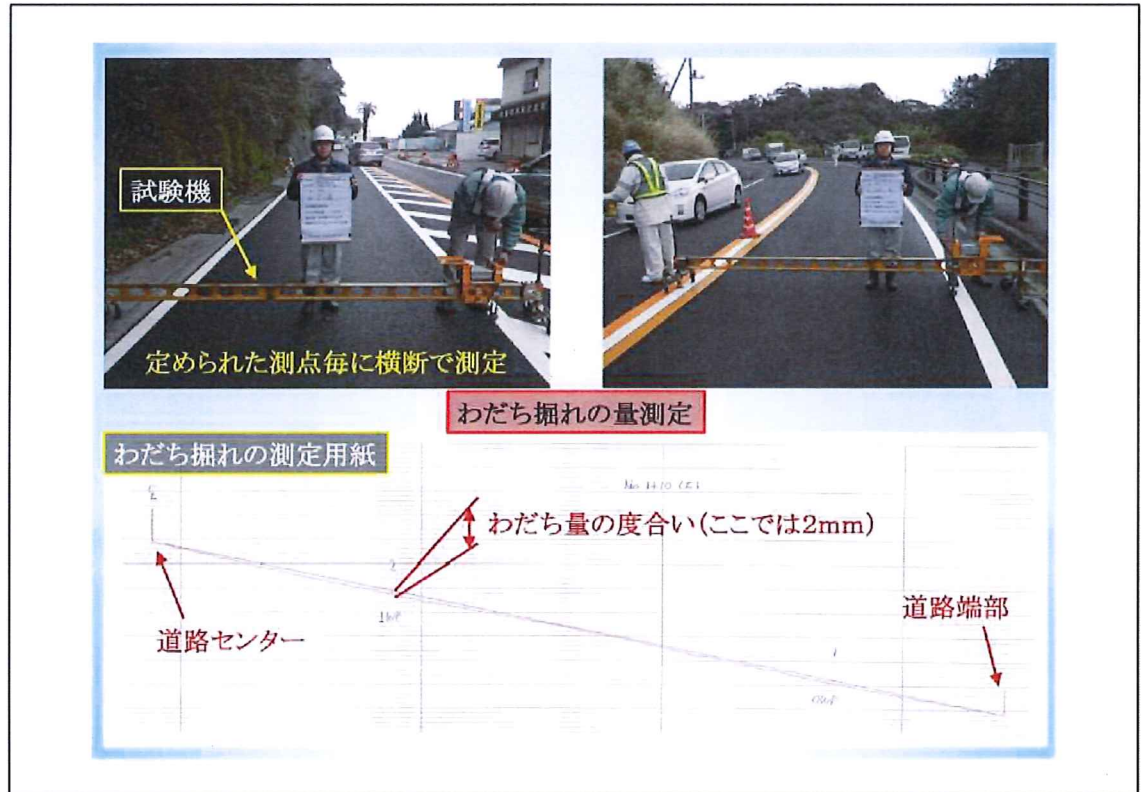 試験機
定められた測点毎に横断で測定
わだち掘れの量測定
わだち掘れの測定用紙
わだち量の度合い(ここでは2mm)
2
道路センター
道路端部
1